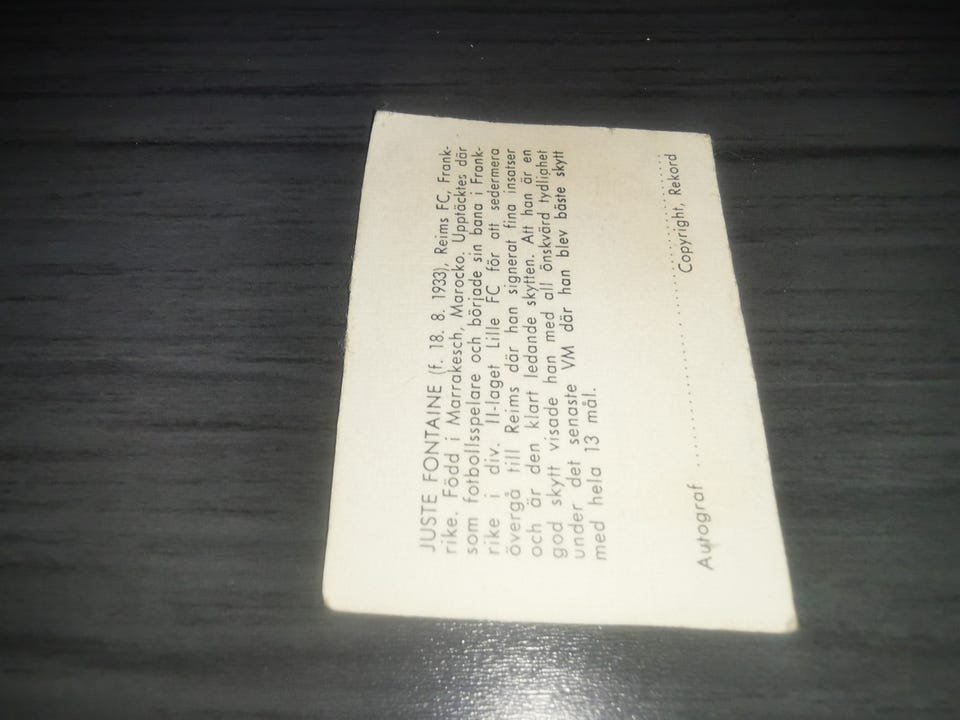 JUSTE FONTAINE (f. 18. 8. 1933), Reims FC, Frank-
rike. Född i Marrakesch, Marocko. Upptäcktes där
som fotbollsspelare och började sin bana i Frank-
rike i div. II-laget Lille FC för att sedermera
övergå till Reims där han signerat fina insatser
och är den klart ledande skytten. Att han är en
god skytt visade han med all önskvärd tydlighet
under det senaste VM där han blev bäste skytt
med hela 13 mål.
Autograf ........................................
Copyright, Rekord